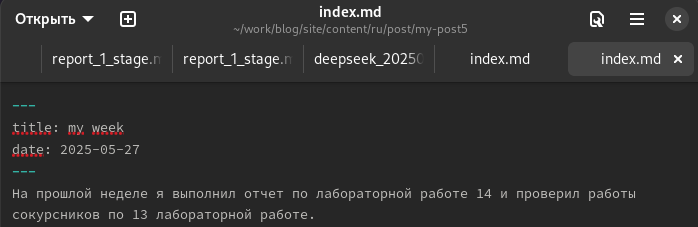 Открыть
index.md
~/work/blog/site/content/ru/post/my-post5
report_1_stage.m
report_1_stage.m
deepseek_20250
index.md
index.md
---
title: my week
date: 2025-05-27
---
На прошлой неделе я выполнил отчет по лабораторной работе 14 и проверил работы
сокурсников по 13 лабораторной работе.